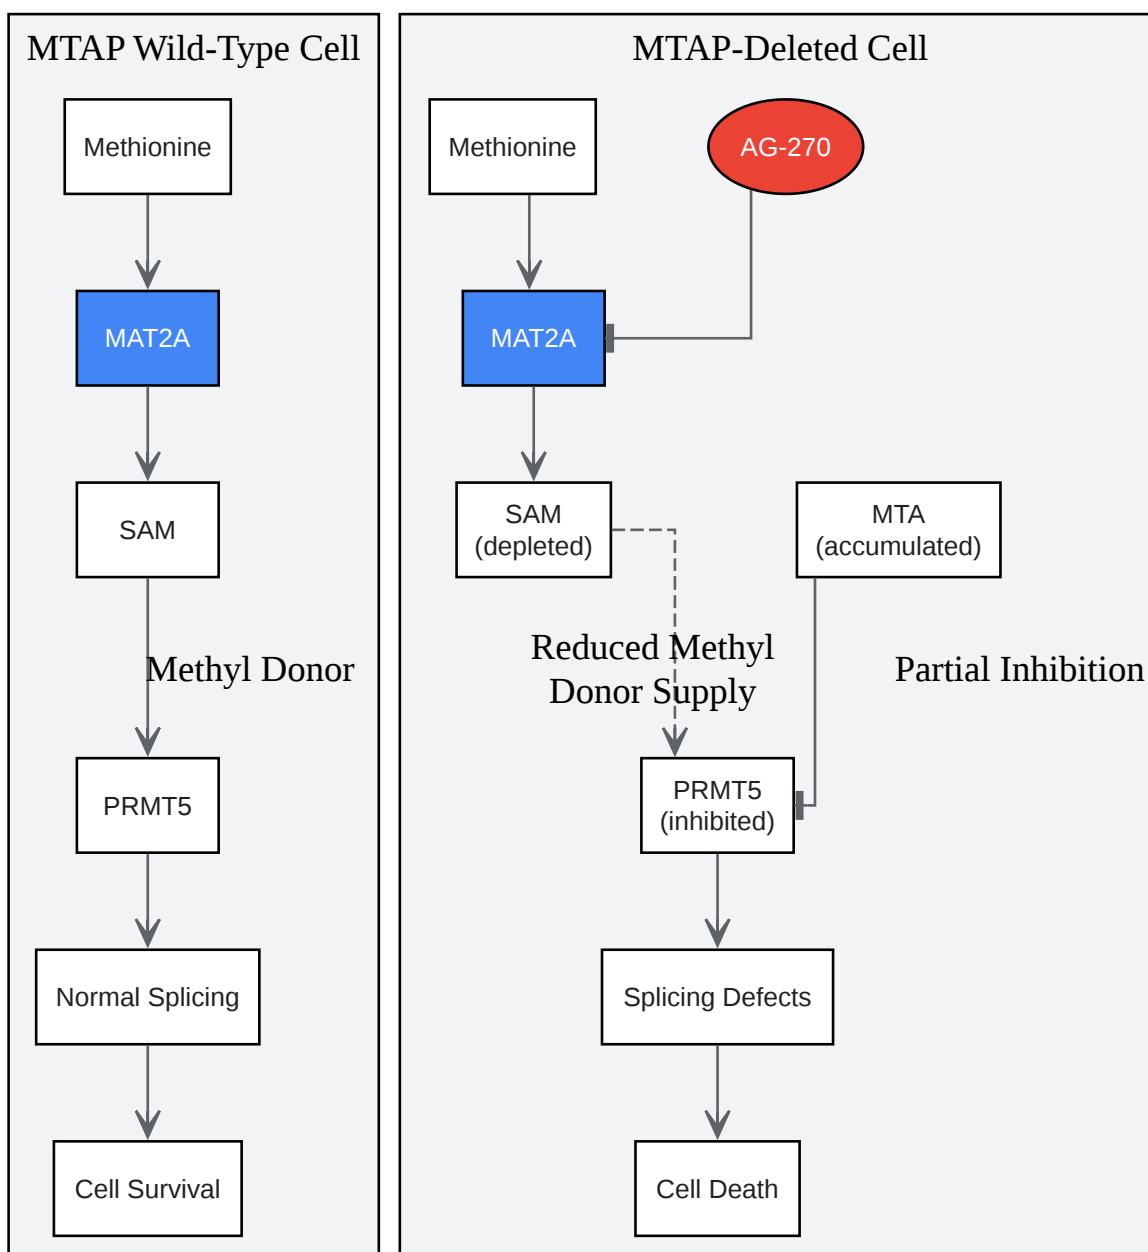 MTAP Wild-Type Cell
Methionine
MAT2A
SAM
Methyl Donor
PRMT5
Normal Splicing
Cell Survival
MTAP-Deleted Cell
Methionine
AG-270
MAT2A
SAM
(depleted)
MTA
(accumulated)
Reduced Methyl
Donor Supply
Partial Inhibition
PRMT5
(inhibited)
Splicing Defects
Cell Death